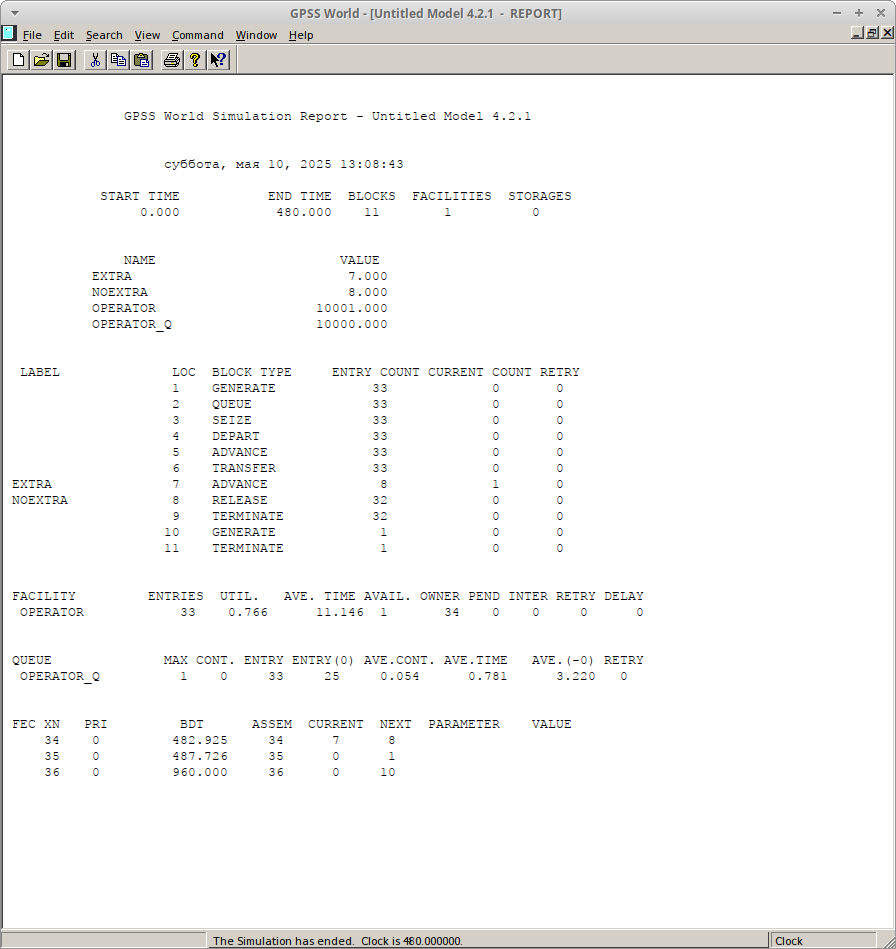 GPSS World - [Untitled Model 4.2.1 - REPORT]
File Edit Search View Command Window Help
GPSS World Simulation Report - Untitled Model 4.2.1
суббота, мая 10, 2025 13:08:43
START TIME END TIME BLOCKS FACILITIES STORAGES
0.000 480.000 11 1 0
NAME VALUE
EXTRA 7.000
NOEXTRA 8.000
OPERATOR 10001.000
OPERATOR_Q 10000.000
LABEL LOC BLOCK TYPE ENTRY COUNT CURRENT COUNT RETRY
1 GENERATE 33 0 0
2 QUEUE 33 0 0
3 SEIZE 33 0 0
4 DEPART 33 0 0
5 ADVANCE 33 0 0
6 TRANSFER 33 0 0
EXTRA 7 ADVANCE 8 1 0
NOEXTRA 8 RELEASE 32 0 0
9 TERMINATE 32 0 0
10 GENERATE 1 0 0
11 TERMINATE 1 0 0
FACILITY ENTRIES UTIL. AVE. TIME AVAIL. OWNER PEND INTER RETRY DELAY
OPERATOR 33 0.766 11.146 1 34 0 0 0 0
QUEUE MAX CONT. ENTRY ENTRY(0) AVE.CONT. AVE.TIME AVE.(-0) RETRY
OPERATOR_Q 1 0 33 25 0.054 0.781 3.220 0
FEC XN PRI BDT ASSEM CURRENT NEXT PARAMETER VALUE
34 0 482.925 34 7 8
35 0 487.726 35 0 1
36 0 960.000 36 0 10
The Simulation has ended. Clock is 480.000000.
Clock